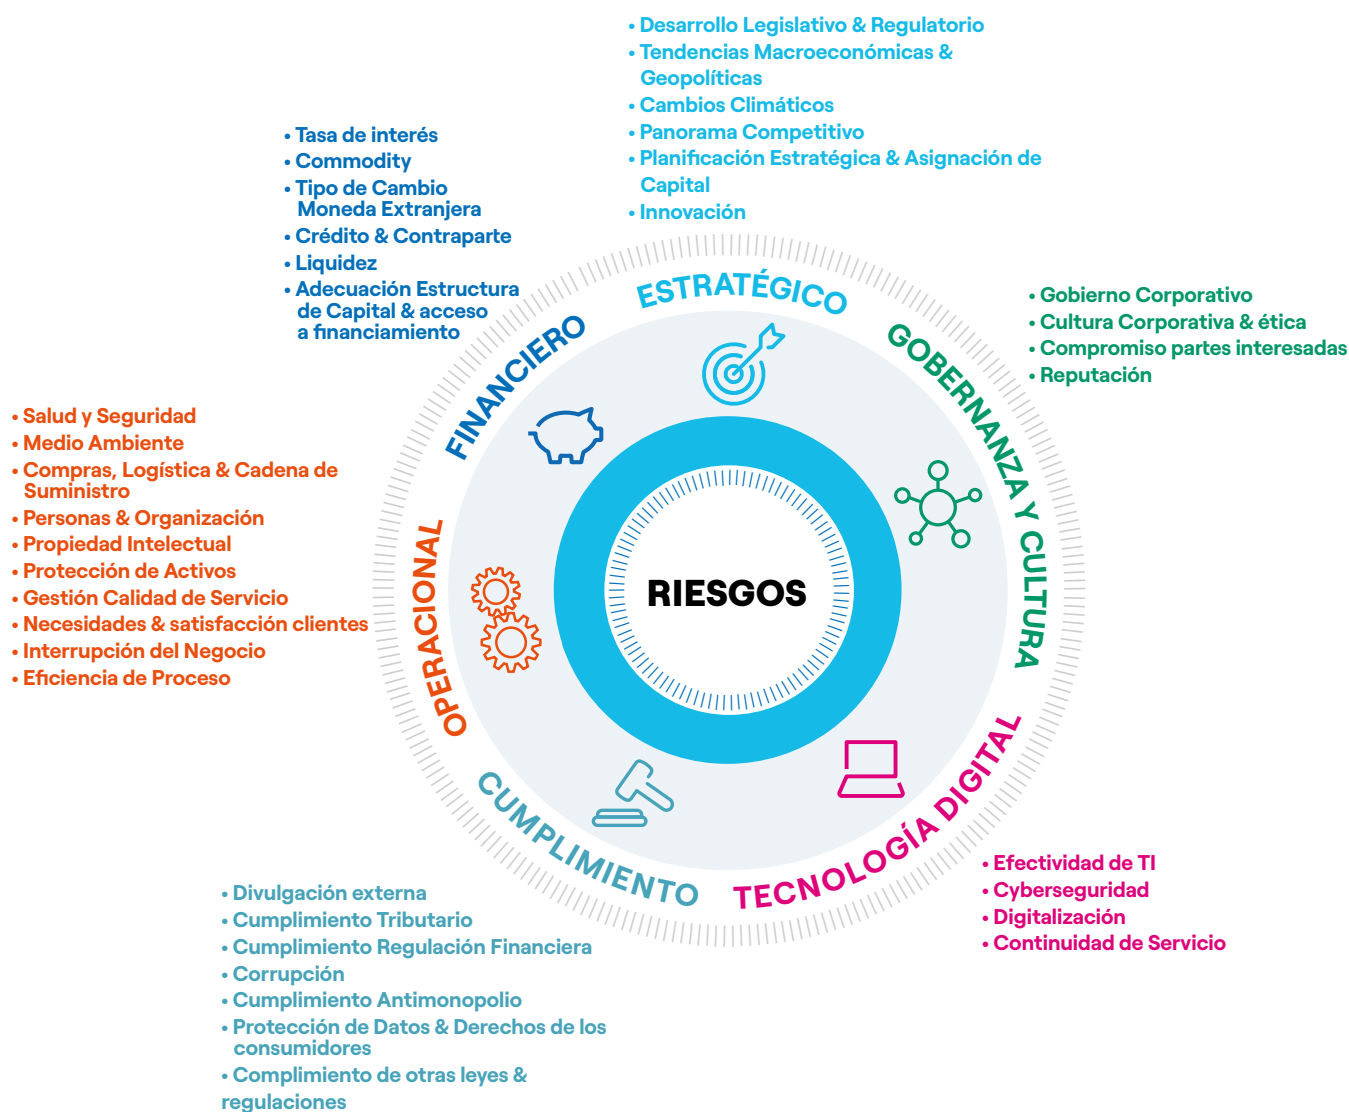 • Desarrollo Legislativo & Regulatorio
• Tendencias Macroeconómicas &
Geopolíticas
• Cambios Climáticos
• Panorama Competitivo
• Planificación Estratégica & Asignación de
Capital
• Innovación
• Tasa de interés
• Commodity
• Tipo de Cambio
Moneda Extranjera
• Crédito & Contraparte
• Liquidez
• Adecuación Estructura
de Capital & acceso
a financiamiento
ESTRATÉGICO
FINANCIERO
GOBERNANZA Y CULTURA
• Gobierno Corporativo
• Cultura Corporativa & ética
• Compromiso partes interesadas
• Reputación
• Salud y Seguridad
• Medio Ambiente
• Compras, Logística & Cadena de
Suministro
• Personas & Organización
• Propiedad Intelectual
• Protección de Activos
• Gestión Calidad de Servicio
• Necesidades & satisfacción clientes
• Interrupción del Negocio
• Eficiencia de Proceso
OPERACIONAL
RIESGOS
CUMPLIMIENTO
TECNOLOGÍA DIGITAL
• Efectividad de TI
• Cyberseguridad
• Digitalización
• Continuidad de Servicio
• Divulgación externa
• Cumplimiento Tributario
• Cumplimiento Regulación Financiera
• Corrupción
• Cumplimiento Antimonopolio
• Protección de Datos & Derechos de los
consumidores
• Complimiento de otras leyes &
regulaciones